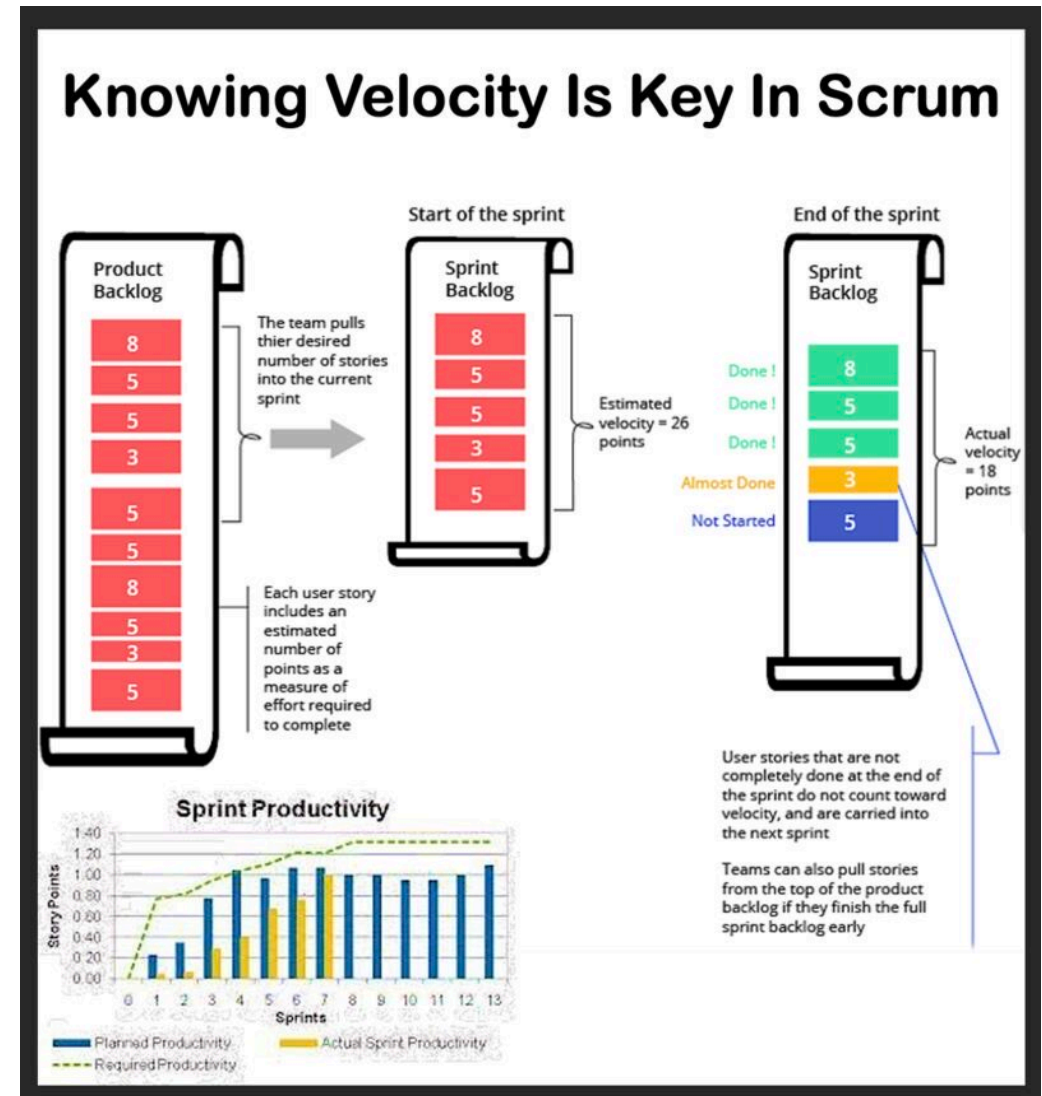 Knowing Velocity Is Key In Scrum
Product
Backlog
8
5
5
3
5
5
8
5
3
5
The team pulls
thier desired
number of stories
into the current
sprint
Each user story
includes an
estimated
number of
points as a
measure of
effort required
to complete
Start of the sprint
Sprint
Backlog
8
5
5
3
5
Estimated
velocity = 26
points
End of the sprint
Sprint
Backlog
Done ! 8
Done ! 5
Done ! 5
Almost Done 3
Not Started 5
Actual
velocity
= 18
points
User stories that are not
completely done at the end of
the sprint do not count toward
velocity, and are carried into
the next sprint
Teams can also pull stories
from the top of the product
backlog if they finish the full
sprint backlog early
Sprint Productivity
Story Points
1.40
1.20
1.00
0.80
0.60
0.40
0.20
0.00
0 1 2 3 4 5 6 7 8 9 10 11 12 13
Sprints
Planned Productivity Actual Sprint Productivity
Required Productivity